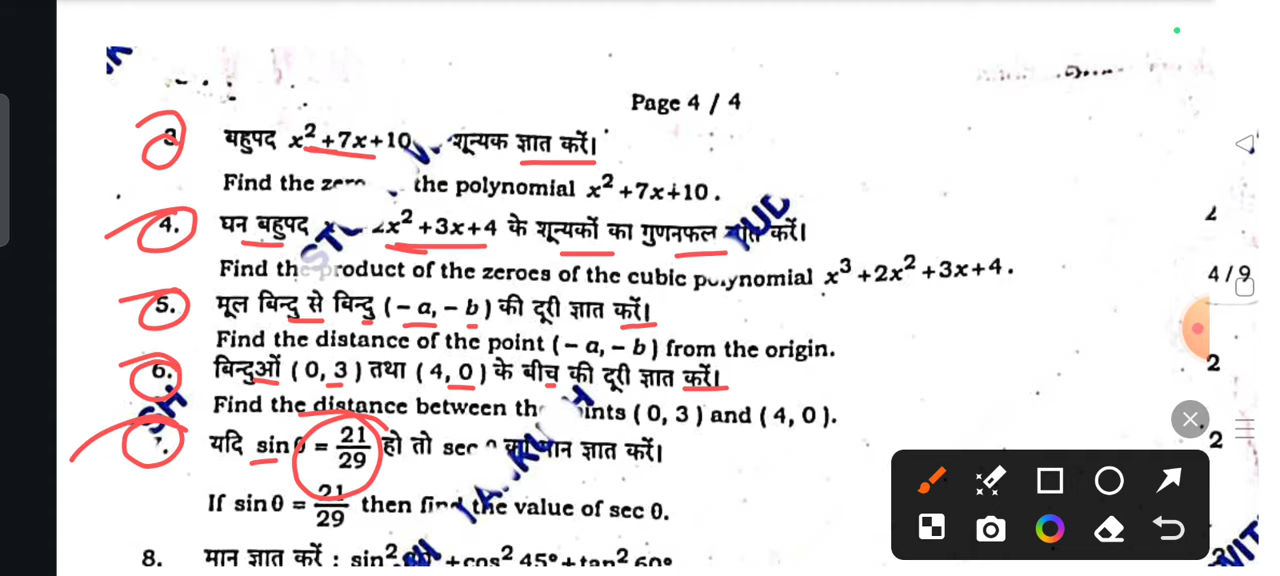 Page 4 / 4
3. बहुपद x² +7x+10 शून्यक ज्ञात करें।
Find the the polynomial x² +7x+10 .
4. घन बहुपद 2x² +3x+4 के शून्यकों का गुणनफल करें।
Find the product of the zeroes of the cubic polynomial x³ +2x² +3x+4 .
5. मूल बिन्दु से बिन्दु (– a, – b ) की दूरी ज्ञात करें।
Find the distance of the point (– a, – b ) from the origin.
6. बिन्दुओं ( 0, 3 ) तथा ( 4, 0 ) के बीच की दूरी ज्ञात करें।
Find the distance between ( 0, 3 ) and ( 4, 0 ).
यदि sin = 21/29 हो तो sec मान ज्ञात करें।
If sin θ = 21/29 then find the value of sec θ.
8. मान ज्ञात करें : sin² +cos² 45° + tan² 60°
4/9
2
2